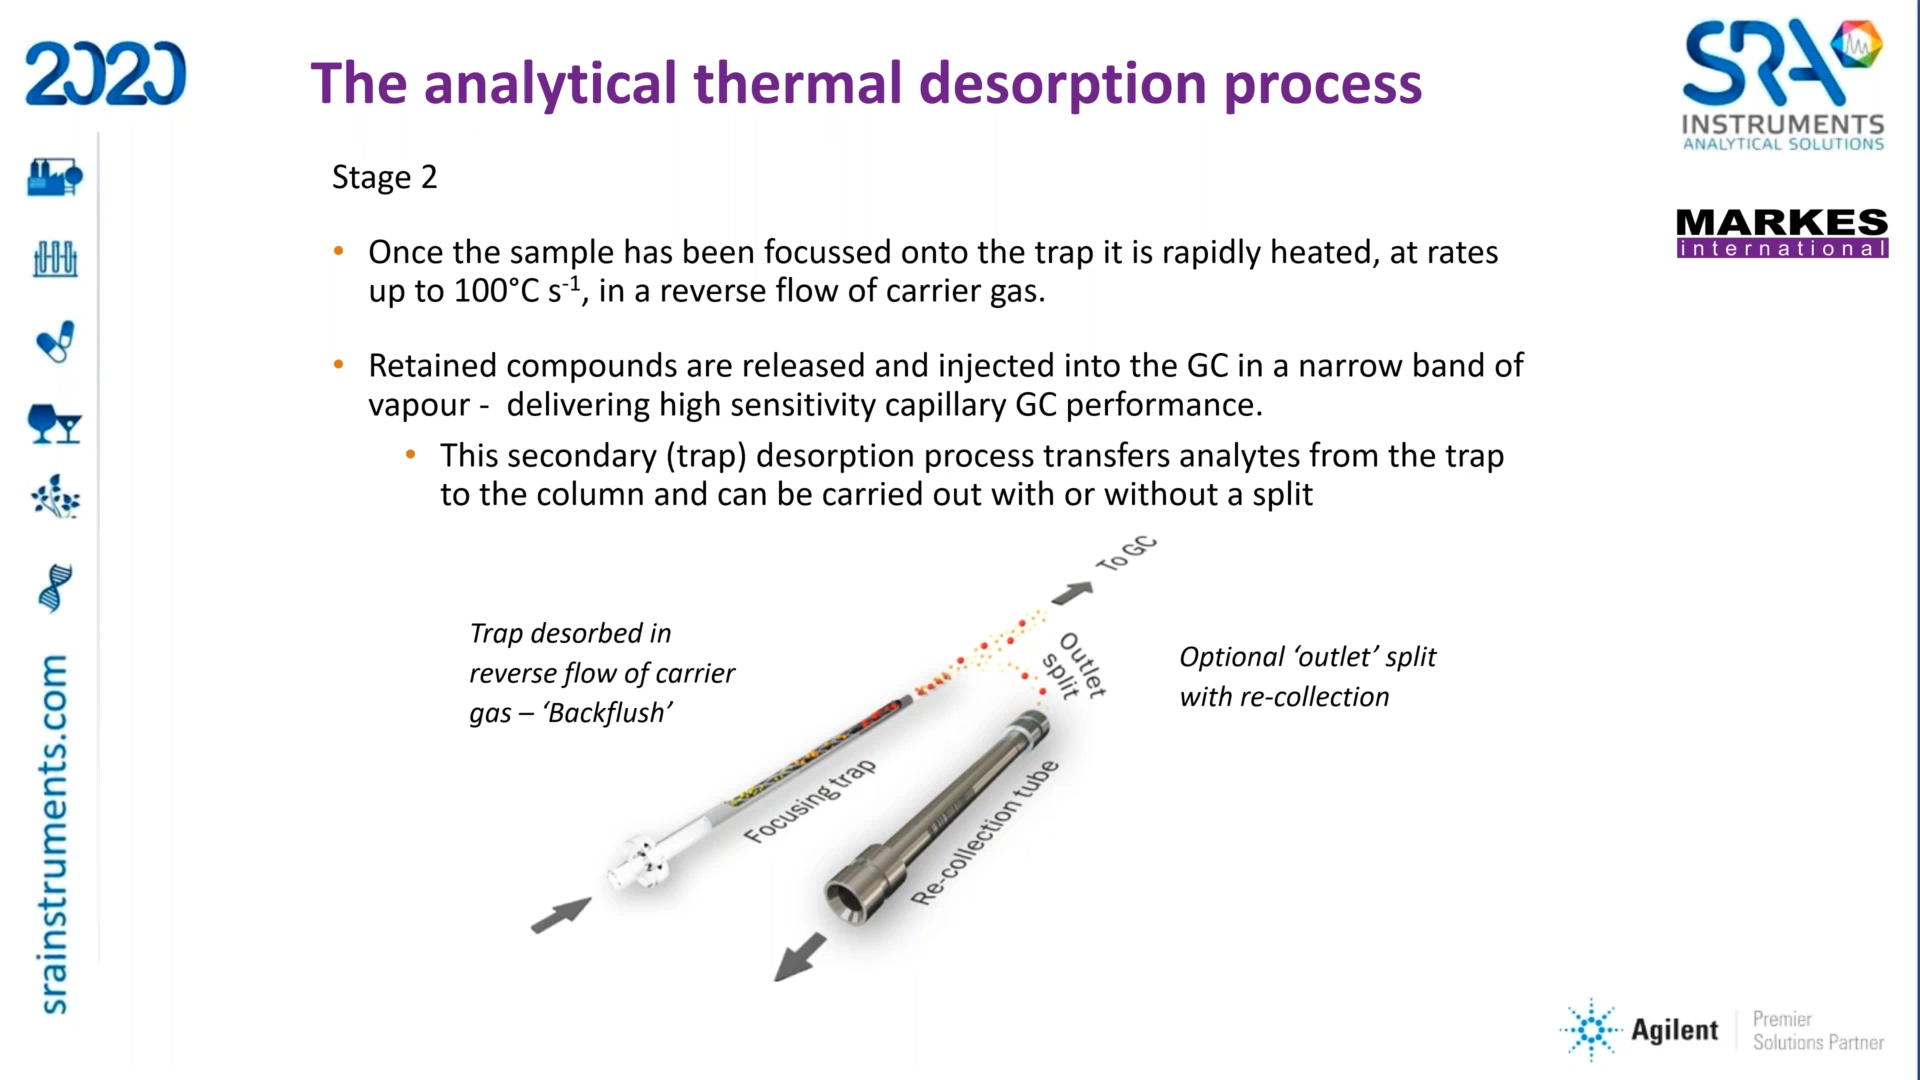 2020
The analytical thermal desorption process
SRA
INSTRUMENTS
ANALYTICAL SOLUTIONS
MARKES
international
Stage 2
• Once the sample has been focussed onto the trap it is rapidly heated, at rates
up to 100°C s⁻¹, in a reverse flow of carrier gas.
• Retained compounds are released and injected into the GC in a narrow band of
vapour - delivering high sensitivity capillary GC performance.
• This secondary (trap) desorption process transfers analytes from the trap
to the column and can be carried out with or without a split
To GC
Outlet
split
Trap desorbed in
reverse flow of carrier
gas – ‘Backflush’
Optional ‘outlet’ split
with re-collection
Focusing trap
Re-collection tube
srainstruments.com
Agilent
Premier
Solutions Partner